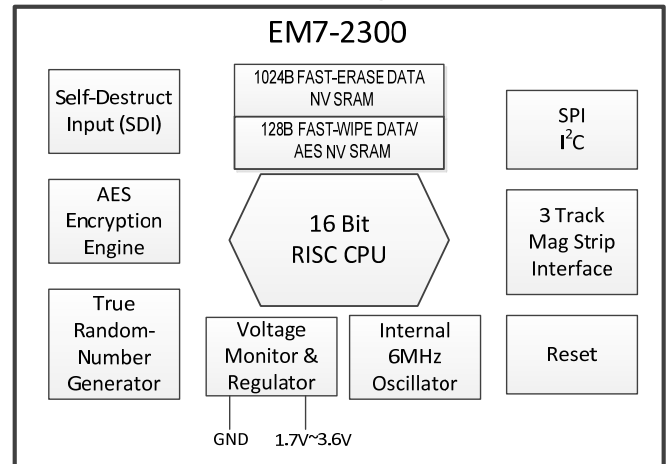 EM7-2300
Self-Destruct
Input (SDI)
1024B FAST-ERASE DATA
NV SRAM
128B FAST-WIPE DATA/
AES NV SRAM
SPI
I²C
AES
Encryption
Engine
16 Bit
RISC CPU
3 Track
Mag Strip
Interface
True
Random-
Number
Generator
Voltage
Monitor &
Regulator
Internal
6MHz
Oscillator
Reset
GND
1.7V~3.6V